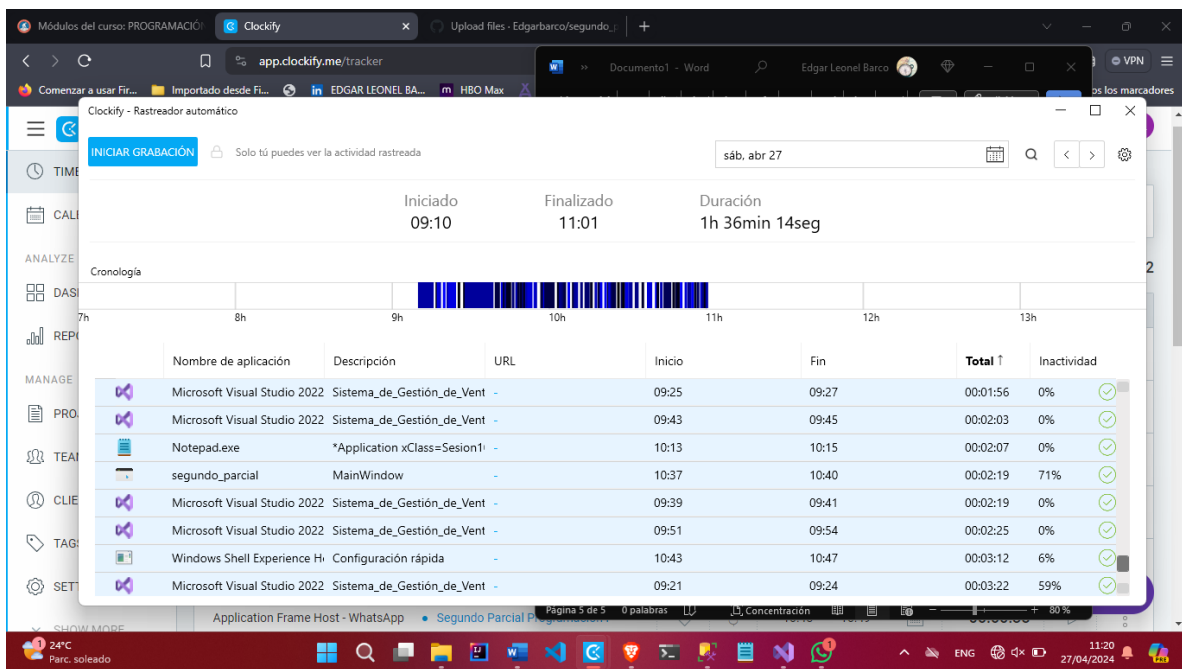 Módulos del curso: PROGRAMACIÓN
Clockify
Upload files · Edgarbarco/segundo_p
app.clockify.me/tracker
VPN
Documento1 - Word
Edgar Leonel Barco
Comenzar a usar Fir...
Importado desde Fi...
EDGAR LEONEL BA...
HBO Max
os los marcadores
Clockify - Rastreador automático
INICIAR GRABACIÓN
Solo tú puedes ver la actividad rastreada
sáb, abr 27
TIME
CALE
ANALYZE
DAS
REPO
MANAGE
PRO
TEAM
CLIE
TAGS
SETT
SHOW MORE
Iniciado
Finalizado
Duración
09:10
11:01
1h 36min 14seg
2
Cronología
7h 8h 9h 10h 11h 12h 13h
Nombre de aplicación Descripción URL Inicio Fin Total ↑ Inactividad
Microsoft Visual Studio 2022 Sistema_de_Gestión_de_Vent - 09:25 09:27 00:01:56 0%
Microsoft Visual Studio 2022 Sistema_de_Gestión_de_Vent - 09:43 09:45 00:02:03 0%
Notepad.exe *Application xClass=Sesion1 - 10:13 10:15 00:02:07 0%
segundo_parcial MainWindow - 10:37 10:40 00:02:19 71%
Microsoft Visual Studio 2022 Sistema_de_Gestión_de_Vent - 09:39 09:41 00:02:19 0%
Microsoft Visual Studio 2022 Sistema_de_Gestión_de_Vent - 09:51 09:54 00:02:25 0%
Windows Shell Experience H Configuración rápida - 10:43 10:47 00:03:12 6%
Microsoft Visual Studio 2022 Sistema_de_Gestión_de_Vent - 09:21 09:24 00:03:22 59%
Página 5 de 5 0 palabras Concentración 80 %
Application Frame Host - WhatsApp • Segundo Parcial
24°C
Parc. soleado
ENG
11:20
27/04/2024